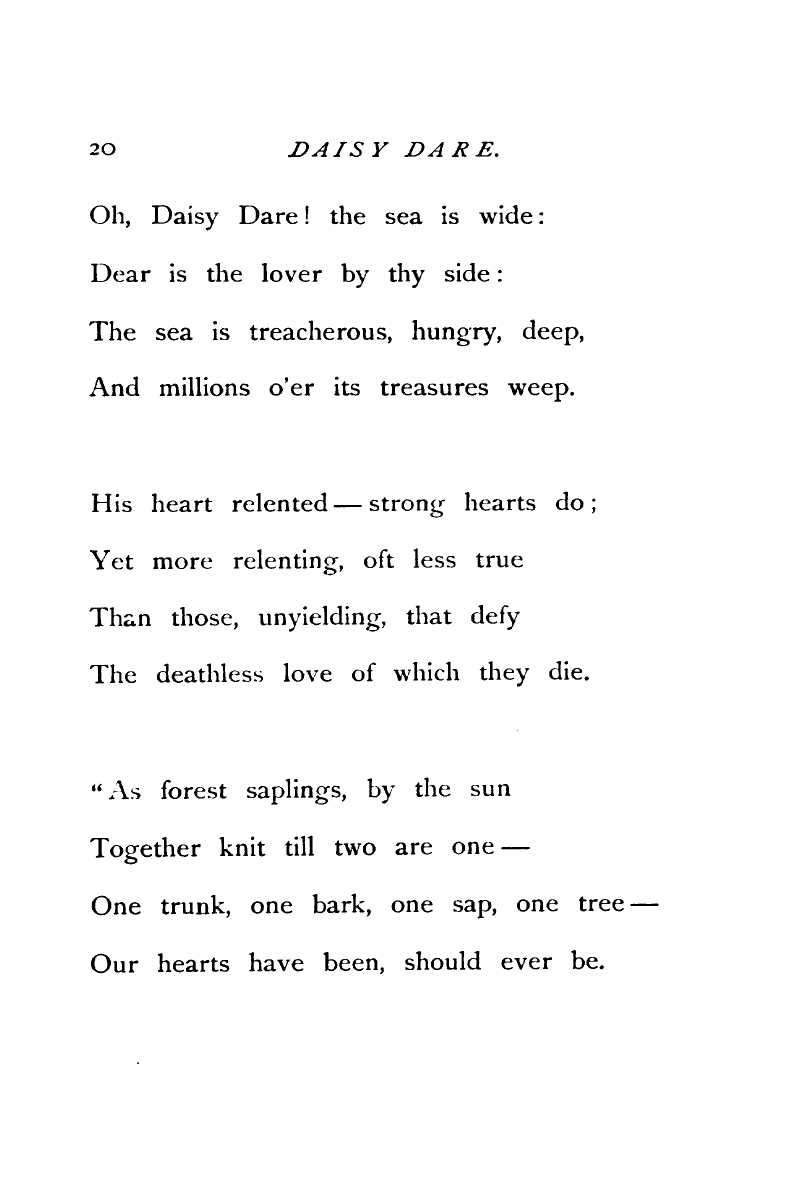 20 DAISY DARE.
Oh, Daisy Dare! the sea is wide:
Dear is the lover by thy side:
The sea is treacherous, hungry, deep,
And millions o'er its treasures weep.
His heart relented — strong hearts do;
Yet more relenting, oft less true
Than those, unyielding, that defy
The deathless love of which they die.
“As forest saplings, by the sun
Together knit till two are one —
One trunk, one bark, one sap, one tree —
Our hearts have been, should ever be.